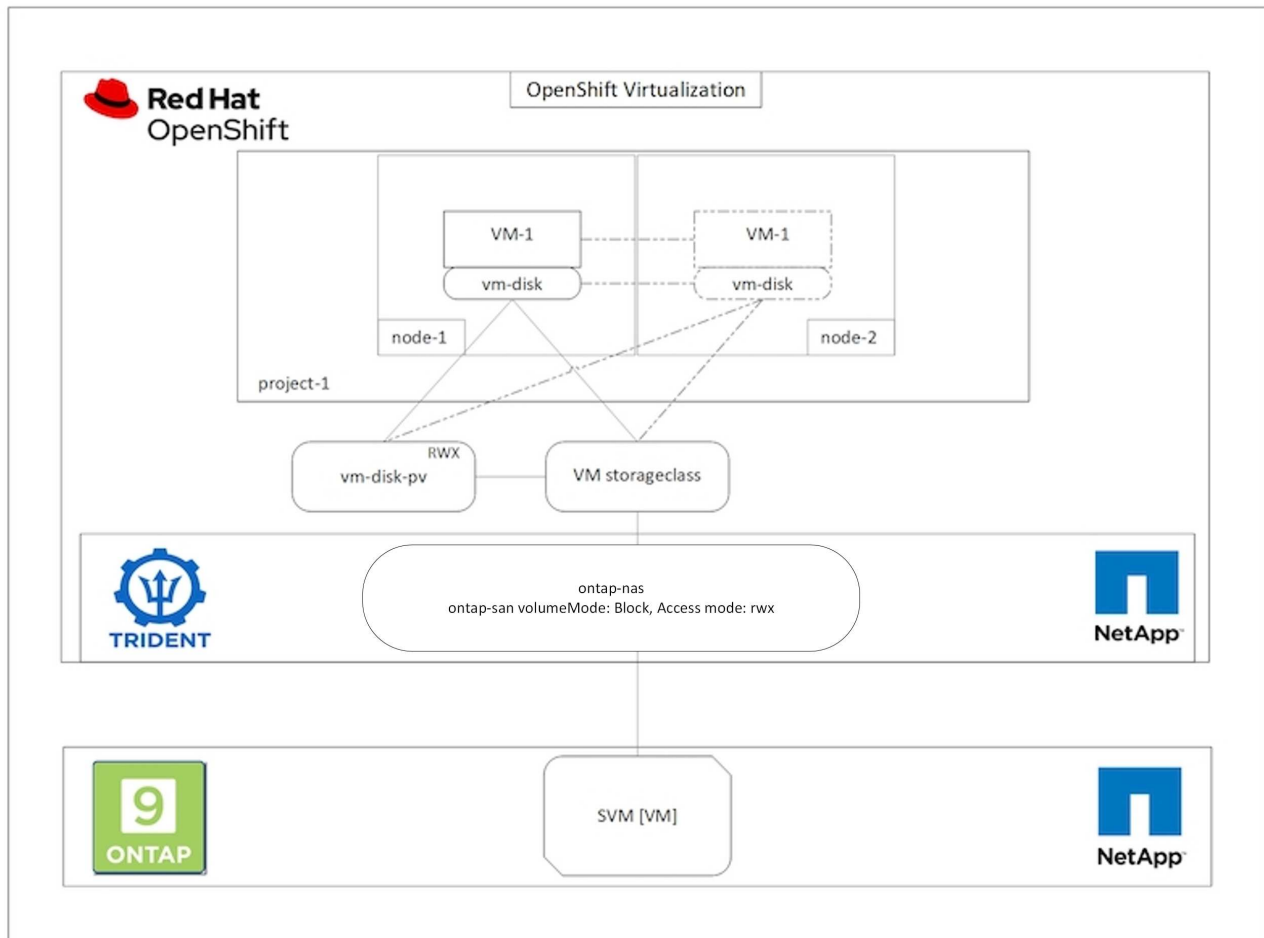 Red Hat
OpenShift
OpenShift Virtualization
VM-1
VM-1
vm-disk
vm-disk
node-1
node-2
project-1
RWX
vm-disk-pv
VM storageclass
TRIDENT
ontap-nas
ontap-san volumeMode: Block, Access mode: rwx
NetApp™
9
ONTAP
SVM [VM]
NetApp™